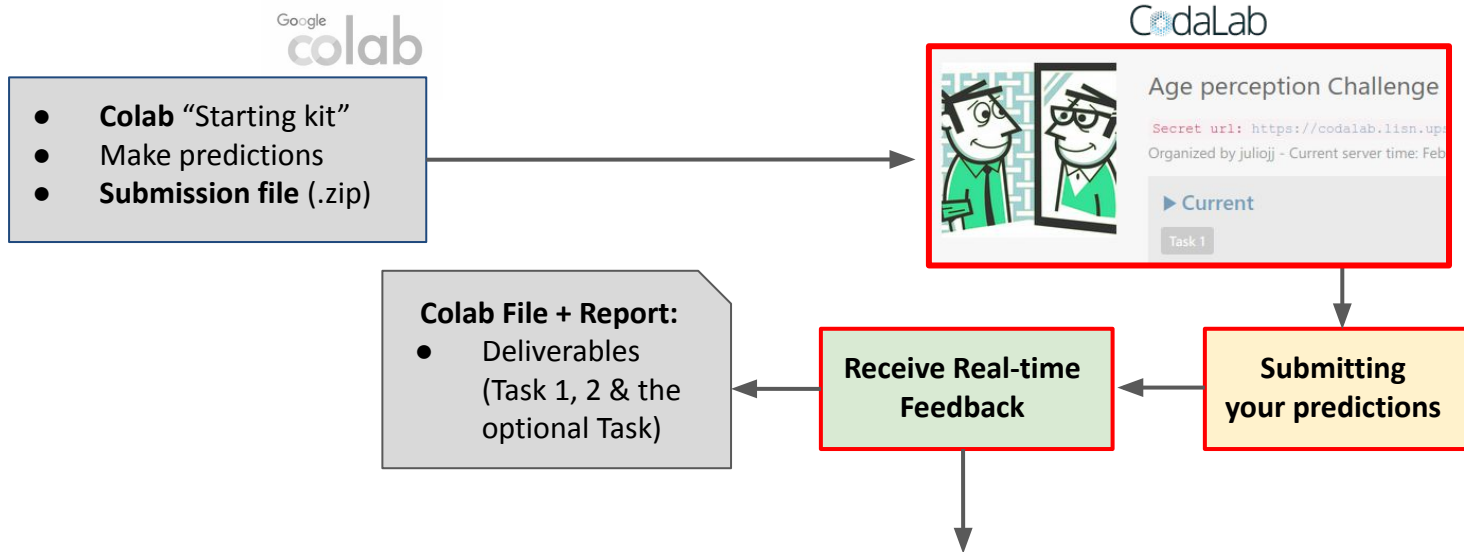 Google
colab
CodaLab
● Colab “Starting kit”
● Make predictions
● Submission file (.zip)
Age perception Challenge
Secret url: https://codalab.lisn.ups
Organized by juliojj - Current server time: Feb
▶ Current
Task 1
Colab File + Report:
● Deliverables
(Task 1, 2 & the
optional Task)
Receive Real-time
Feedback
Submitting
your predictions